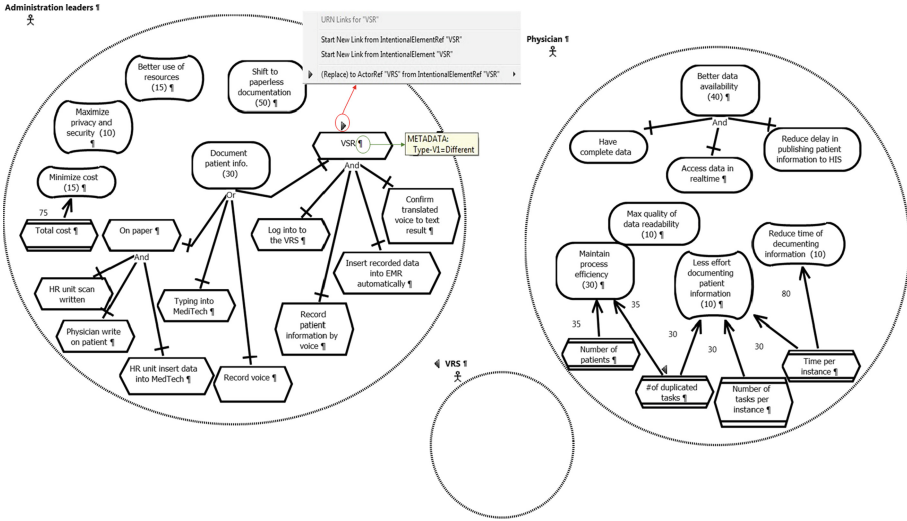 Administration leaders ¶
URN Links for "VSR"
Start New Link from IntentionalElementRef "VSR"
Start New Link from IntentionalElement "VSR"
(Replace) to ActorRef "VRS" from IntentionalElementRef "VSR"
Better use of
resources
(15) ¶
Shift to
paperless
documentation
(50) ¶
Maximize
privacy and
security (10)
¶
VSR ¶
METADATA:
Type-V1=Different
And
Document
patient info.
(30)
Or
Minimize cost
(15) ¶
75
Total cost ¶
On paper ¶
And
Log into to
the VRS ¶
Confirm
translated
voice to text
result ¶
Insert recorded data
into EMR
automatically ¶
HR unit scan
written
Typing into
MediTech ¶
Record
patient
information by
voice ¶
Physician write
on patient ¶
HR unit insert data
into MedTech ¶
Record voice ¶
VRS ¶
Physician ¶
Better data
availability
(40) ¶
And
Have
complete data
Access data in
realtime ¶
Reduce delay in
publishing patient
information to HIS
Max quality of
data readability
(10) ¶
Reduce time of
decumenting
information (10)
Maintain
process
efficiency
(30) ¶
Less effort
documenting
patient
information
(10) ¶
80
35
35
30
30
30
Number of
patients ¶
#of duplicated
tasks ¶
Number of
tasks per
instance ¶
Time per
instance ¶